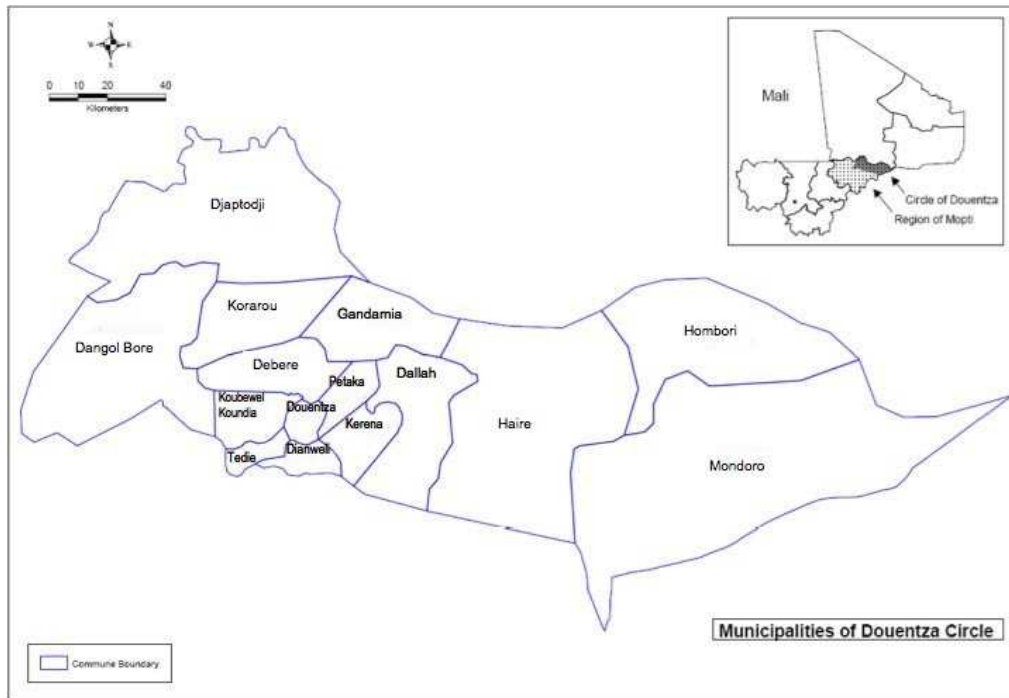 N
W E
S
0 10 20 40
Kilometers
Mali
Circle of Douentza
Region of Mopti
Djaptodji
Korarou
Gandamia
Hombori
Dangol Bore
Debere
Petaka
Dallah
Koubewel
Koundia
Douentza
Kerena
Haire
Tedie
Dianweli
Mondoro
Municipalities of Douentza Circle
Commune Boundary